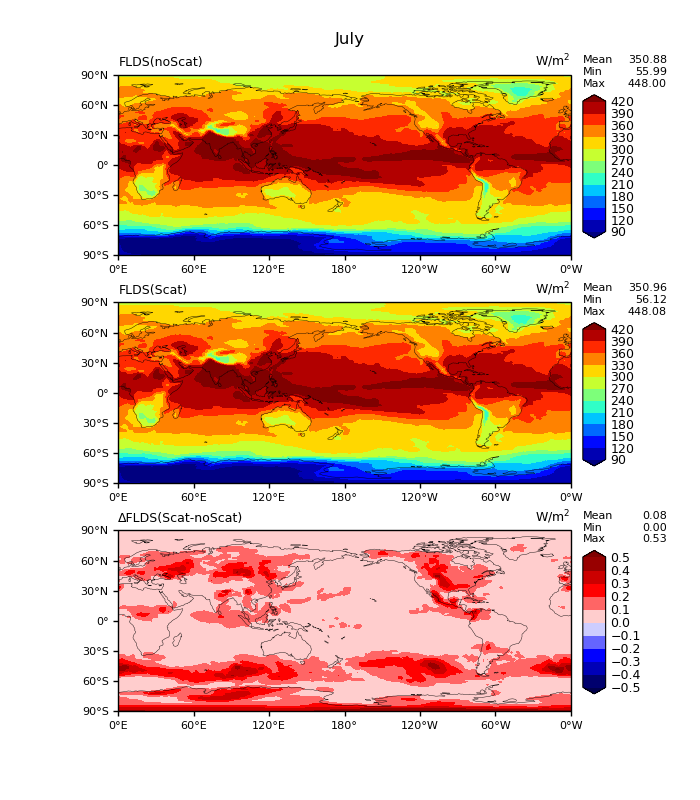 July
FLDS(noScat) W/m²
Mean 350.88
Min 55.99
Max 448.00
90°N
60°N
30°N
0°
30°S
60°S
90°S
0°E 60°E 120°E 180° 120°W 60°W 0°W
420
390
360
330
300
270
240
210
180
150
120
90
FLDS(Scat) W/m²
Mean 350.96
Min 56.12
Max 448.08
90°N
60°N
30°N
0°
30°S
60°S
90°S
0°E 60°E 120°E 180° 120°W 60°W 0°W
420
390
360
330
300
270
240
210
180
150
120
90
ΔFLDS(Scat-noScat) W/m²
Mean 0.08
Min 0.00
Max 0.53
90°N
60°N
30°N
0°
30°S
60°S
90°S
0°E 60°E 120°E 180° 120°W 60°W 0°W
0.5
0.4
0.3
0.2
0.1
0.0
−0.1
−0.2
−0.3
−0.4
−0.5